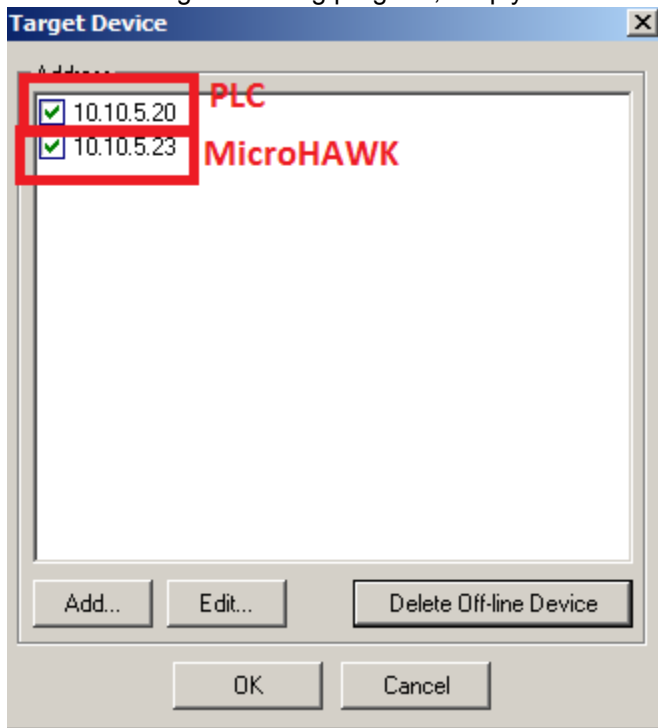 Target Device
10.10.5.20 PLC
10.10.5.23 MicroHAWK
Add... Edit... Delete Off-line Device
OK Cancel